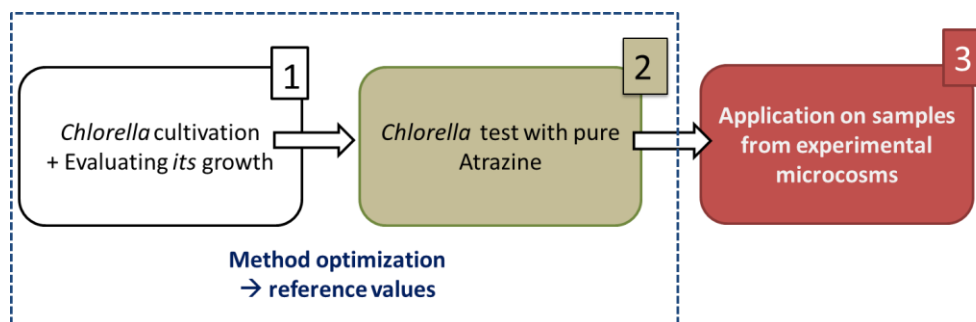 1
Chlorella cultivation
+ Evaluating its growth
2
Chlorella test with pure
Atrazine
3
Application on samples
from experimental
microcosms
Method optimization
→ reference values